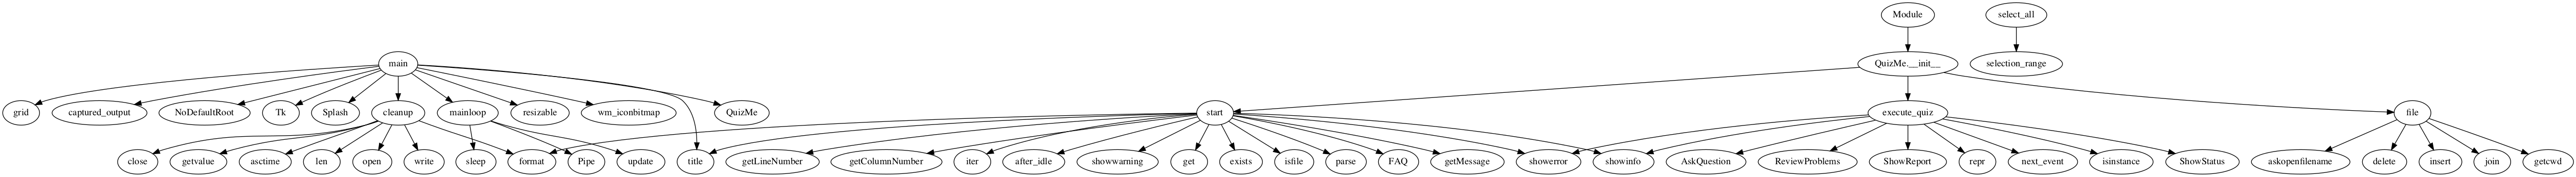 Module
select_all
main
QuizMe.__init__
selection_range
grid
captured_output
NoDefaultRoot
Tk
Splash
cleanup
mainloop
resizable
wm_iconbitmap
QuizMe
start
execute_quiz
file
close
getvalue
asctime
len
open
write
sleep
format
Pipe
update
title
getLineNumber
getColumnNumber
iter
after_idle
showwarning
get
exists
isfile
parse
FAQ
getMessage
showerror
showinfo
AskQuestion
ReviewProblems
ShowReport
repr
next_event
isinstance
ShowStatus
askopenfilename
delete
insert
join
getcwd